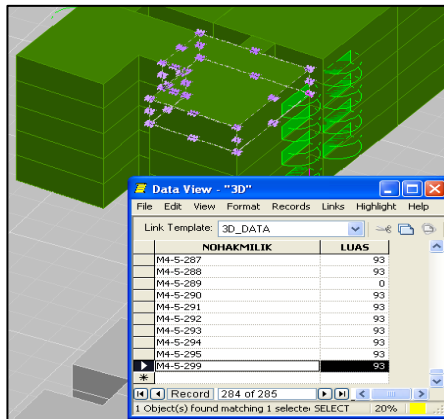 Data View - "3D"
File Edit View Format Records Links Highlight Help
Link Template: 3D_DATA
NOHAKMILIK LUAS
M4-5-287 93
M4-5-288 93
M4-5-289 0
M4-5-290 93
M4-5-291 93
M4-5-292 93
M4-5-293 93
M4-5-294 93
M4-5-295 93
M4-5-299 93
Record 284 of 285
1 Object(s) found matching 1 selecte SELECT 20%